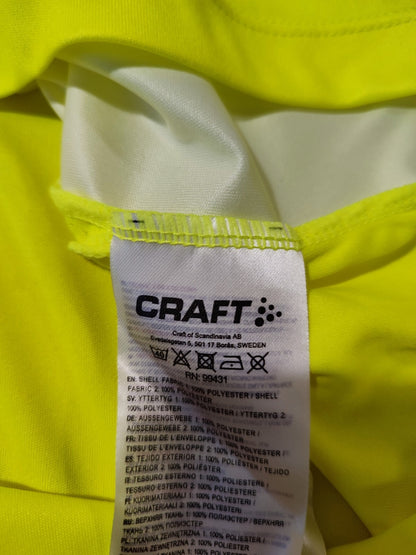 CRAFT
Craft of Scandinavia AB
Evedalsgatan 5, 501 17 Borås, SWEDEN
RN: 99431
EN: SHELL FABRIC 1: 100% POLYESTER / SHELL
FABRIC 2: 100% POLYESTER
SV: YTTERTYG 1: 100% POLYESTER / YTTERTYG 2:
100% POLYESTER
DE: AUSSENGEWEBE 1: 100% POLYESTER /
AUSSENGEWEBE 2: 100% POLYESTER
FR: TISSU DE L'ENVELOPPE 1: 100% POLYESTER /
TISSU DE L'ENVELOPPE 2: 100% POLYESTER
ES: TEJIDO EXTERIOR 1: 100% POLIÉSTER / TEJIDO
EXTERIOR 2: 100% POLIÉSTER
IT: TESSUTO ESTERNO 1: 100% POLIESTERE /
TESSUTO ESTERNO 2: 100% POLIESTERE
FI: KUORIMATERIAALI 1: 100% POLYESTERI /
KUORIMATERIAALI 2: 100% POLYESTERI
RU: ВЕРХНЯЯ ТКАНЬ 1: 100% ПОЛИЭСТЕР / ВЕРХНЯЯ
ТКАНЬ 2: 100% ПОЛИЭСТЕР
PL: TKANINA ZEWNĘTRZNA 1: 100% POLIESTER /
TKANINA ZEWNĘTRZNA 2: 100% POLIESTER